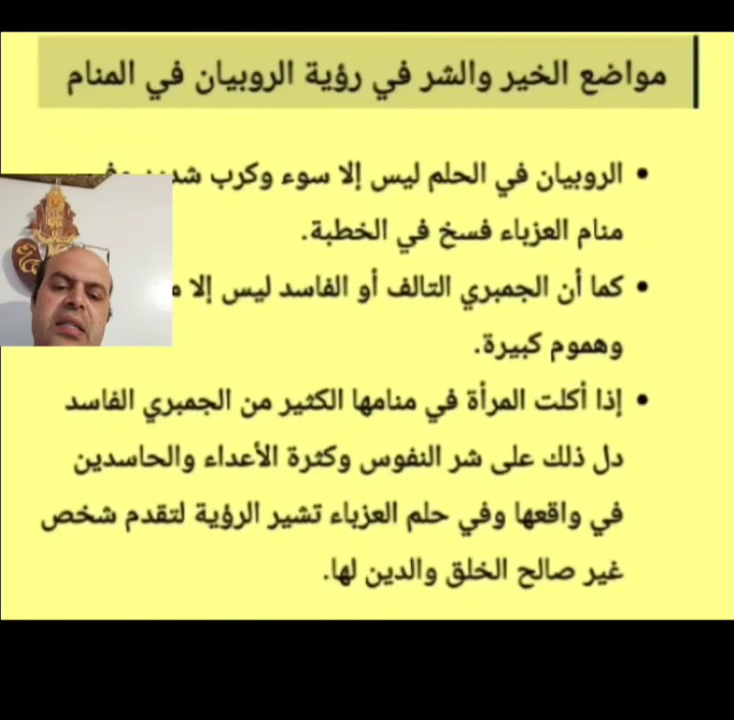 مواضع الخير والشر في رؤية الروبيان في المنام
الروبيان في الحلم ليس إلا سوء وكرب
منام العزباء فسخ في الخطبة.
كما أن الجمبري التالف أو الفاسد ليس إلا
وهموم كبيرة.
إذا أكلت المرأة في منامها الكثير من الجمبري الفاسد
دل ذلك على شر النفوس وكثرة الأعداء والحاسدين
في واقعها وفي حلم العزباء تشير الرؤية لتقدم شخص
غير صالح الخلق والدين لها.